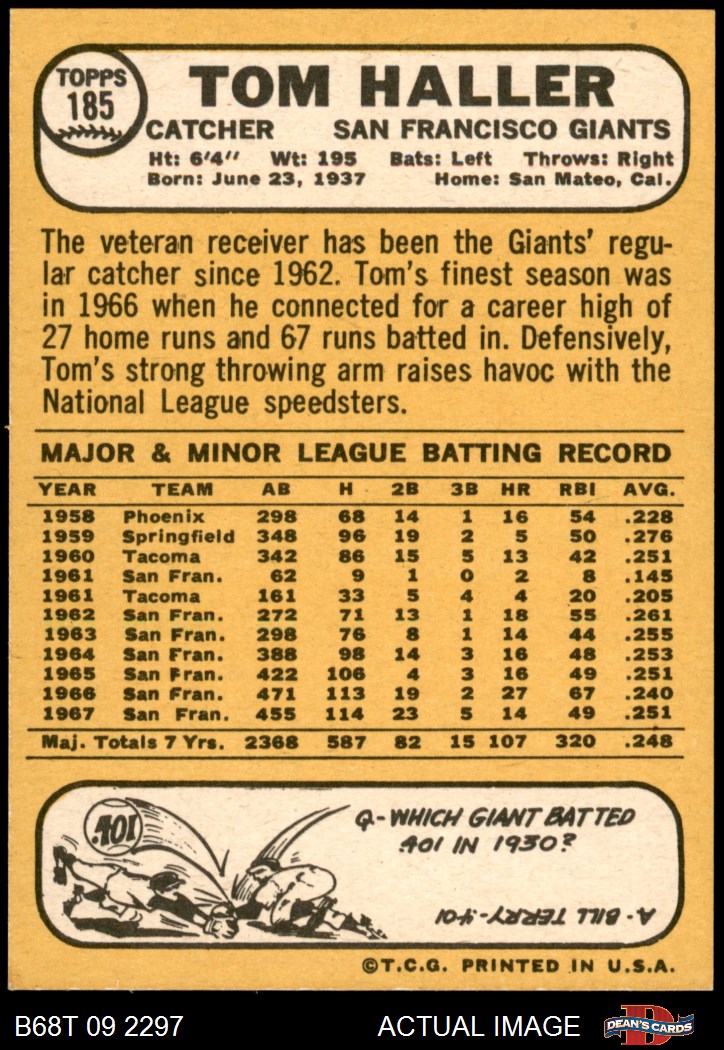 TOPPS
185
TOM HALLER
CATCHER SAN FRANCISCO GIANTS
Ht: 6'4" Wt: 195 Bats: Left Throws: Right
Born: June 23, 1937 Home: San Mateo, Cal.
The veteran receiver has been the Giants' regu-
lar catcher since 1962. Tom's finest season was
in 1966 when he connected for a career high of
27 home runs and 67 runs batted in. Defensively,
Tom's strong throwing arm raises havoc with the
National League speedsters.
MAJOR & MINOR LEAGUE BATTING RECORD
YEAR TEAM AB H 2B 3B HR RBI AVG.
1958 Phoenix 298 68 14 1 16 54 .228
1959 Springfield 348 96 19 2 5 50 .276
1960 Tacoma 342 86 15 5 13 42 .251
1961 San Fran. 62 9 1 0 2 8 .145
1961 Tacoma 161 33 5 4 4 20 .205
1962 San Fran. 272 71 13 1 18 55 .261
1963 San Fran. 298 76 8 1 14 44 .255
1964 San Fran. 388 98 14 3 16 48 .253
1965 San Fran. 422 106 4 3 16 49 .251
1966 San Fran. 471 113 19 2 27 67 .240
1967 San Fran. 455 114 23 5 14 49 .251
Maj. Totals 7 Yrs. 2368 587 82 15 107 320 .248
.401
Q-WHICH GIANT BATTED
.401 IN 1930?
A-BILL TERRY-.401
©T.C.G. PRINTED IN U.S.A.
B68T 09 2297 ACTUAL IMAGE D DEAN'S CARDS